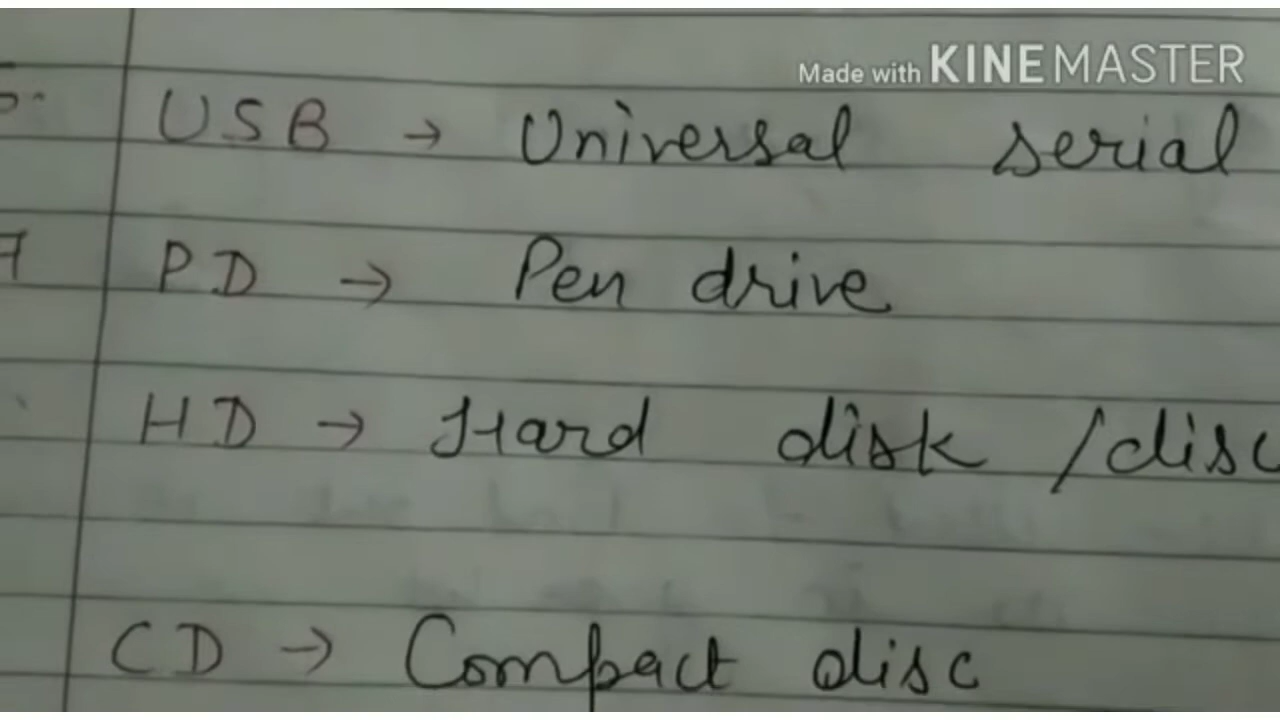 Made with KINEMASTER
USB → Universal serial
PD → Pen drive
HD → Hard disk /disc
CD → Compact disc